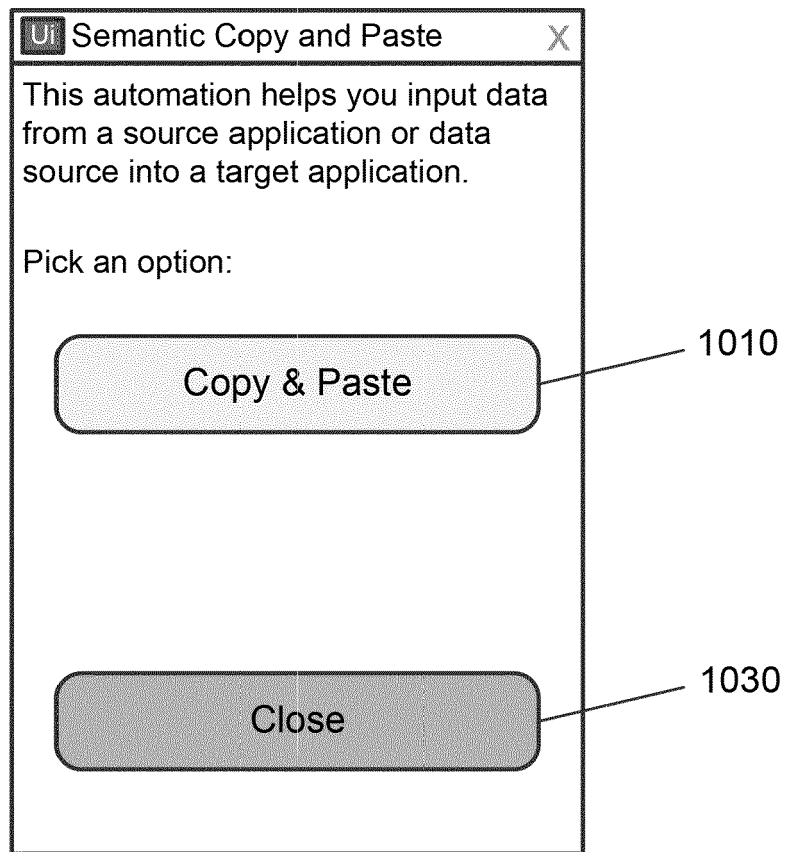 Ui Semantic Copy and Paste X
This automation helps you input data
from a source application or data
source into a target application.
Pick an option:
1010
Copy & Paste
1030
Close